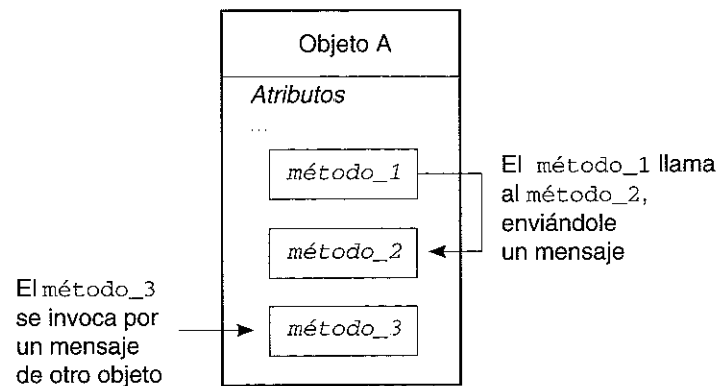 Objeto A
Atributos
...
método_1
método_2
método_3
El método_1 llama
al método_2,
enviándole
un mensaje
El método_3
se invoca por
un mensaje
de otro objeto